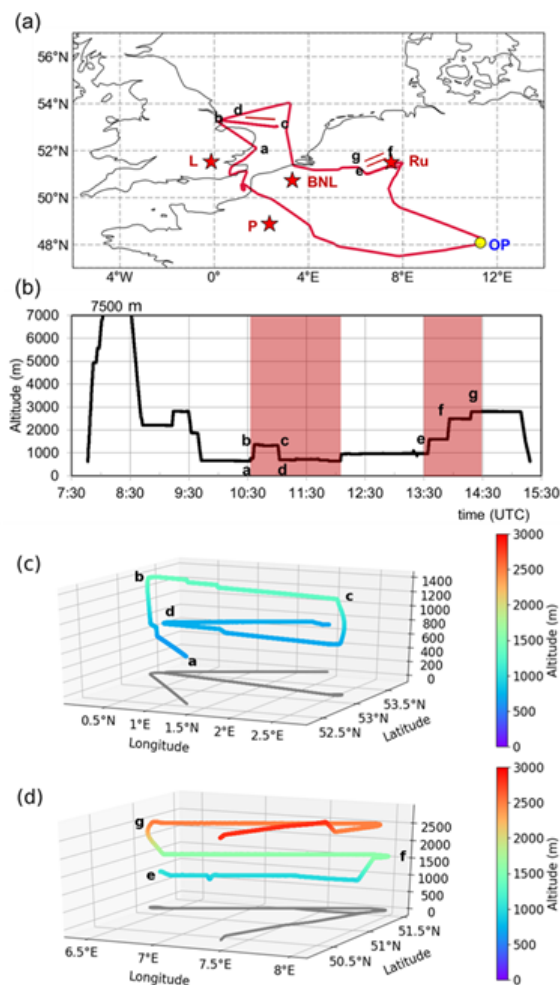 (a)
56°N
54°N
52°N
50°N
48°N
d
b
c
a
g
f
e
L
BNL
Ru
P
OP
4°W
0°
4°E
8°E
12°E
(b)
7500 m
7000
6000
5000
4000
3000
2000
1000
0
Altitude (m)
b
c
a
d
e
f
g
7:30
8:30
9:30
10:30
11:30
12:30
13:30
14:30
15:30
time (UTC)
(c)
b
c
d
a
1400
1200
1000
800
600
400
200
0
0.5°N
1°E
1.5°N
2°E
2.5°N
Longitude
52.5°N
53°N
53.5°N
Latitude
3000
2500
2000
1500
1000
500
0
Altitude (m)
(d)
g
f
e
2500
2000
1500
1000
500
0
6.5°N
7°N
7.5°N
8°N
Longitude
50.5°N
51°N
51.5°N
Latitude
3000
2500
2000
1500
1000
500
0
Altitude (m)